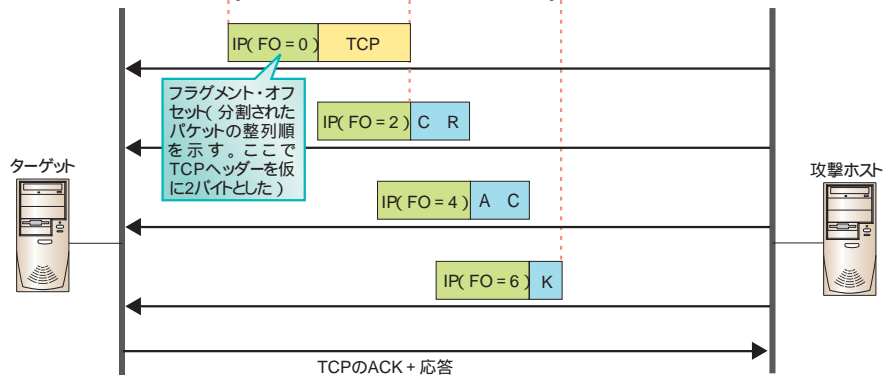 IP(FO=0) TCP
フラグメント・オフ
セット(分割された
パケットの整列順
を示す。ここで
TCPヘッダーを仮
に2バイトとした)
IP(FO=2) C R
ターゲット
攻撃ホスト
IP(FO=4) A C
IP(FO=6) K
TCPのACK+応答